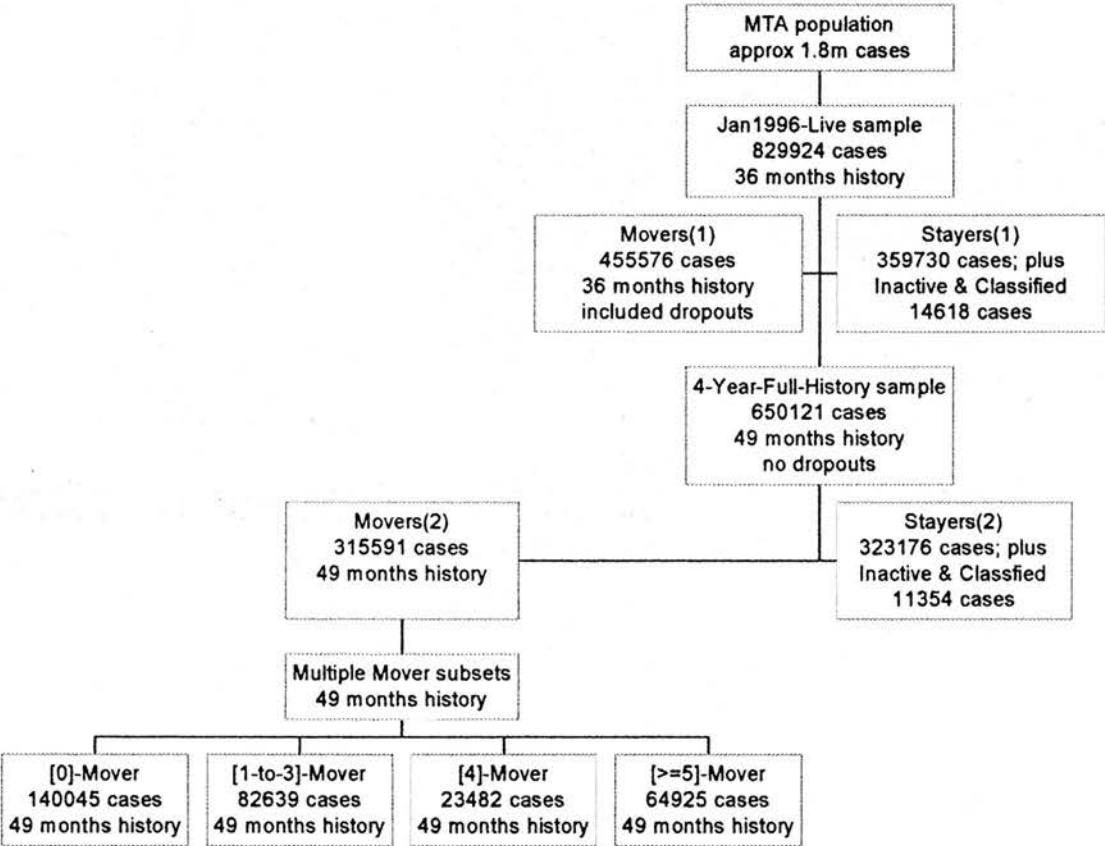 MTA population
approx 1.8m cases
Jan1996-Live sample
829924 cases
36 months history
Movers(1)
455576 cases
36 months history
included dropouts
Stayers(1)
359730 cases; plus
Inactive & Classified
14618 cases
4-Year-Full-History sample
650121 cases
49 months history
no dropouts
Movers(2)
315591 cases
49 months history
Stayers(2)
323176 cases; plus
Inactive & Classfied
11354 cases
Multiple Mover subsets
49 months history
[0]-Mover
140045 cases
49 months history
[1-to-3]-Mover
82639 cases
49 months history
[4]-Mover
23482 cases
49 months history
[>=5]-Mover
64925 cases
49 months history